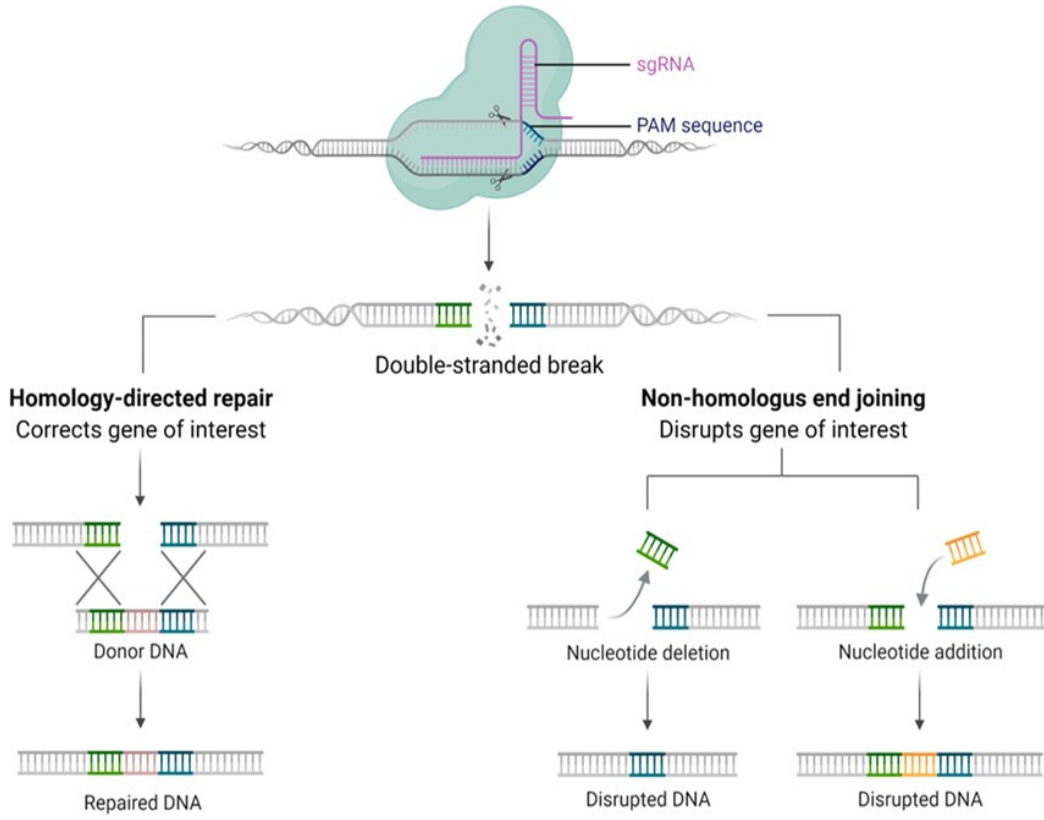 sgRNA
PAM sequence
Double-stranded break
Homology-directed repair
Corrects gene of interest
Non-homologus end joining
Disrupts gene of interest
Donor DNA
Nucleotide deletion
Nucleotide addition
Repaired DNA
Disrupted DNA
Disrupted DNA